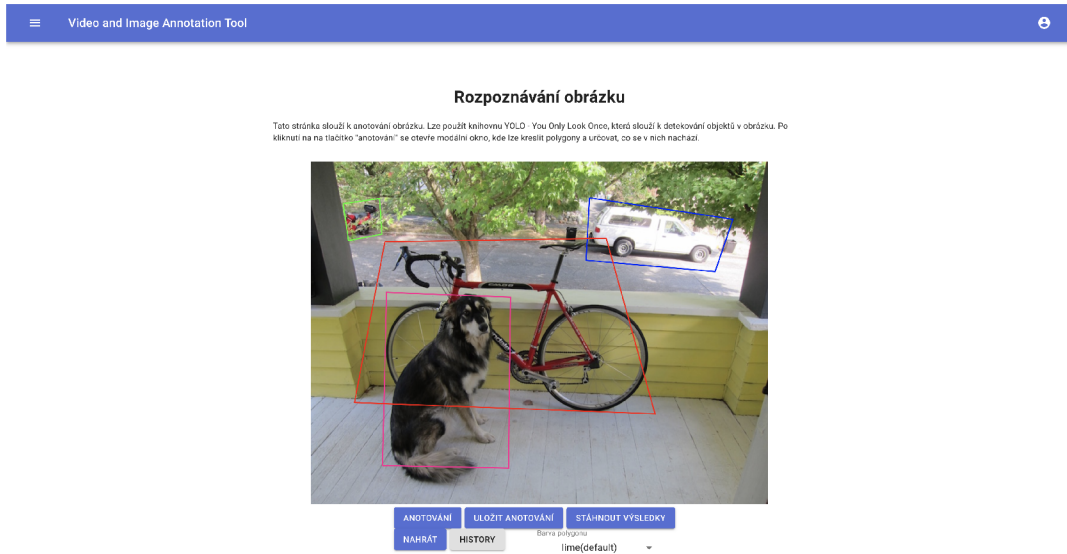 Video and Image Annotation Tool
Rozpoznávání obrázku
Tato stránka slouží k anotování obrázku. Lze použít knihovnu YOLO - You Only Look Once, která slouží k detekování objektů v obrázku. Po
kliknutí na na tlačítko "anotování" se otevře modální okno, kde lze kreslit polygony a určovat, co se v nich nachází.
ANOTOVÁNÍ ULOŽIT ANOTOVÁNÍ STÁHNOUT VÝSLEDKY
NAHRÁT HISTORY
Barva polygonu
lime(default)